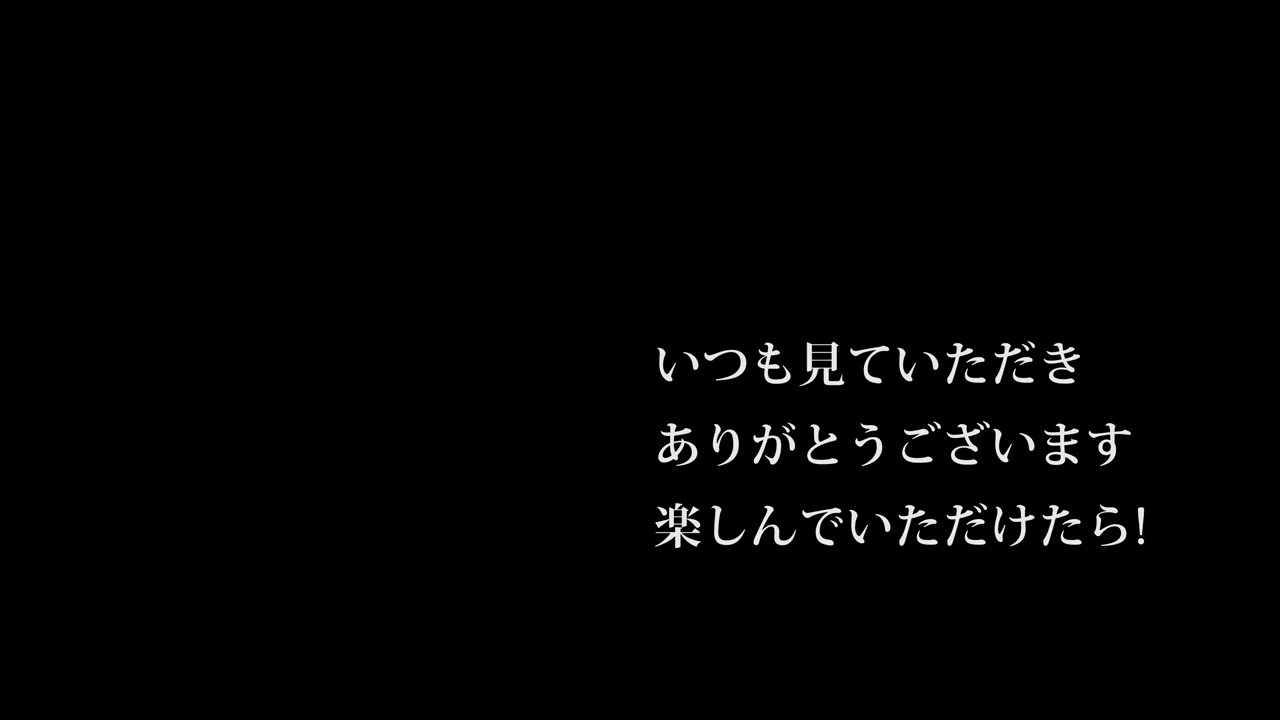 いつも見ていただき
ありがとうございます
楽しんでいただけたら!